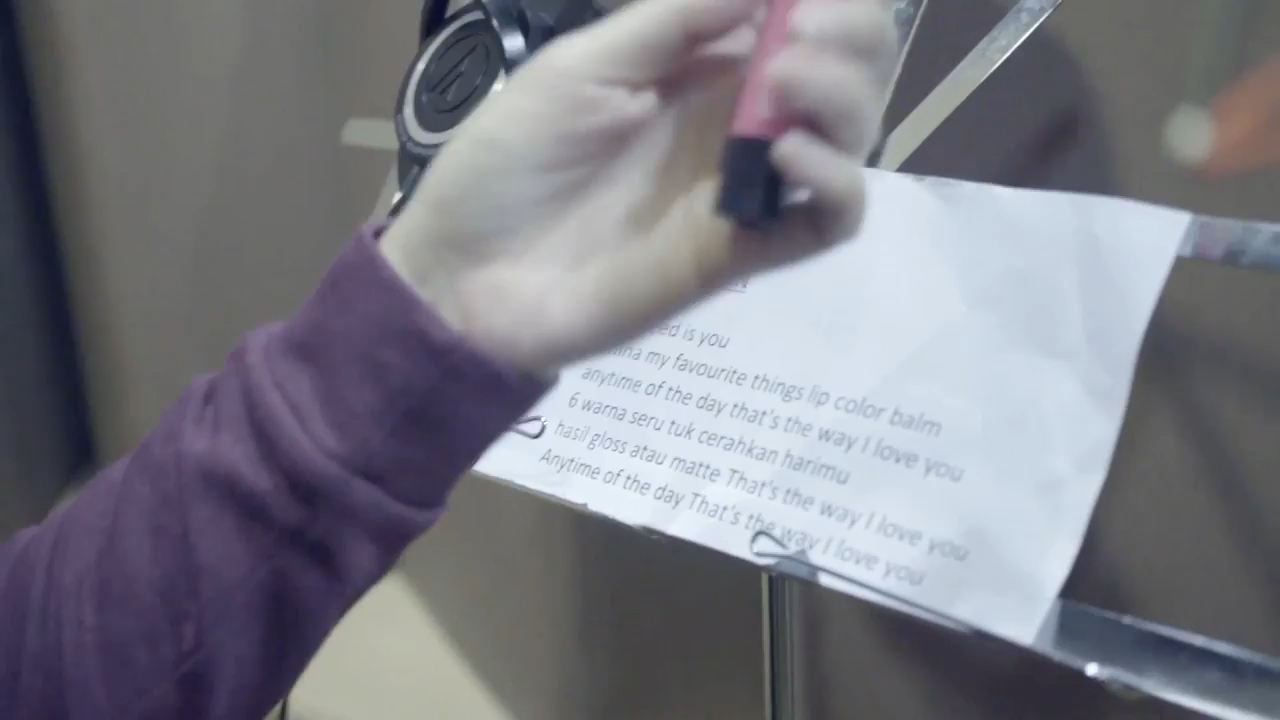 is you
my favourite things lip color balm
anytime of the day that's the way I love you
6 warna seru tuk cerahkan harimu
hasil gloss atau matte That's the way I love you
Anytime of the day That's the way I love you